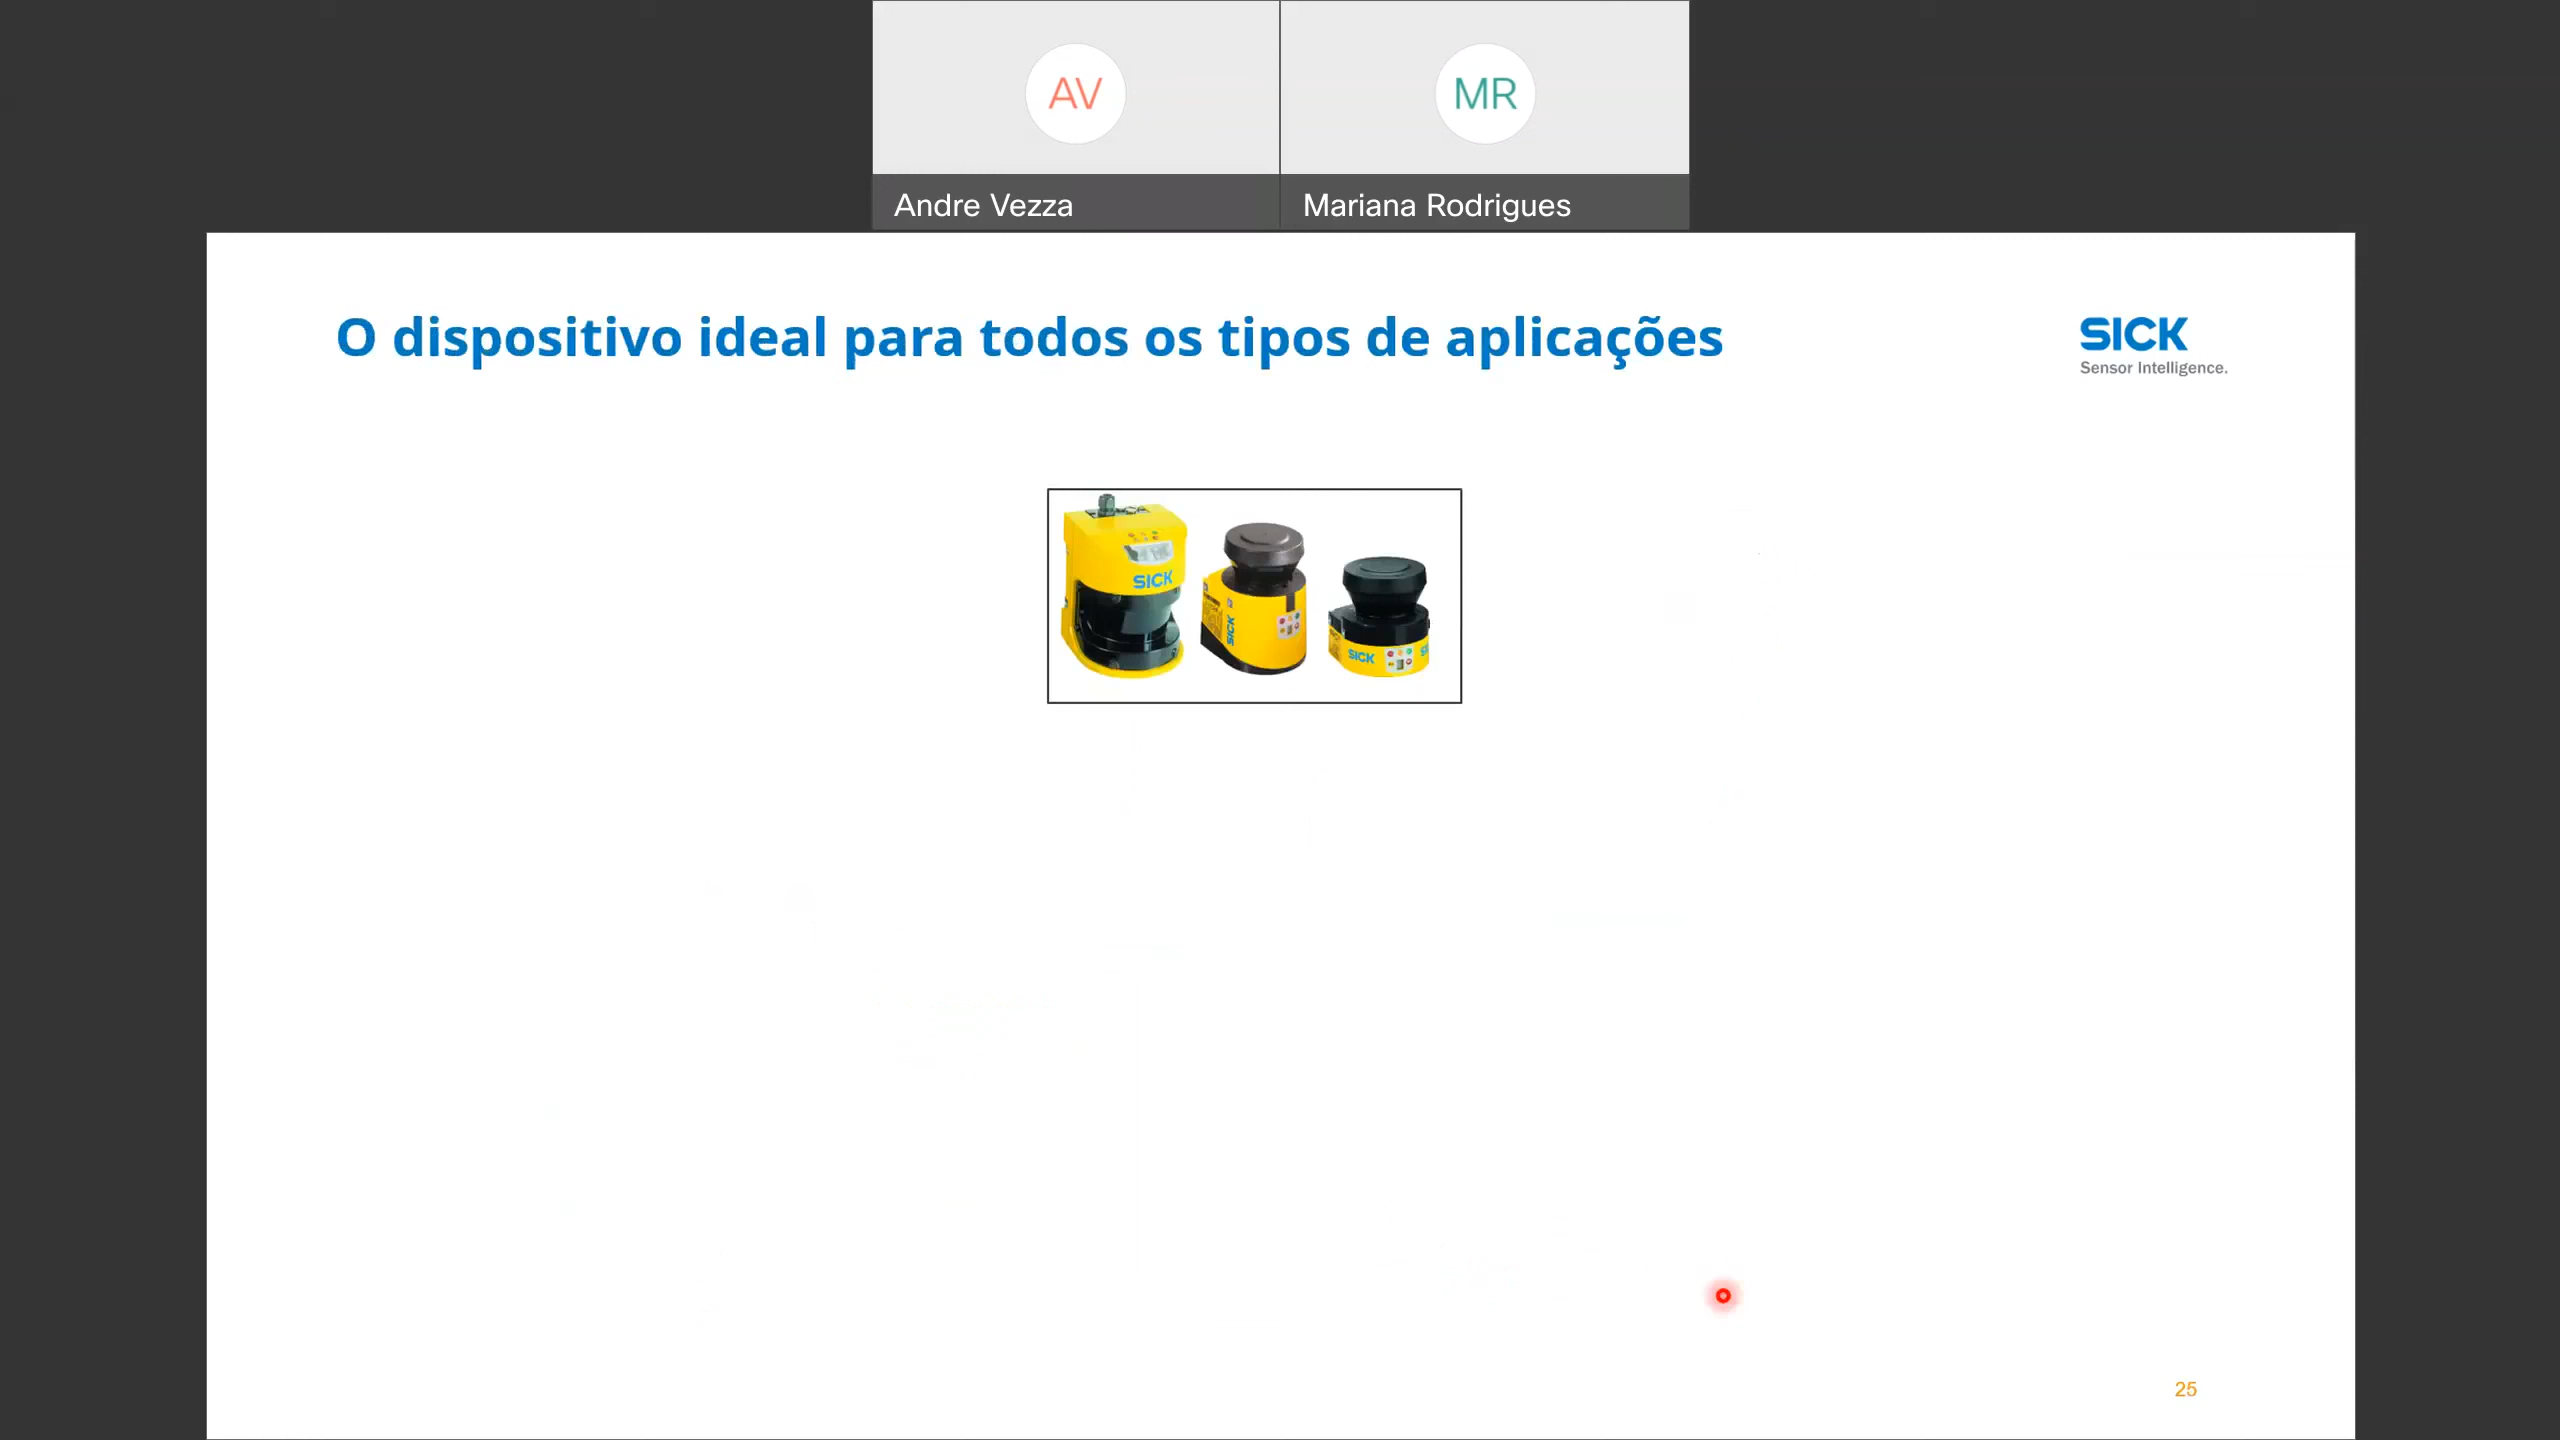 AV
MR
Andre Vezza
Mariana Rodrigues
O dispositivo ideal para todos os tipos de aplicações
SICK
Sensor Intelligence.
SICK
SICK
SICK
25